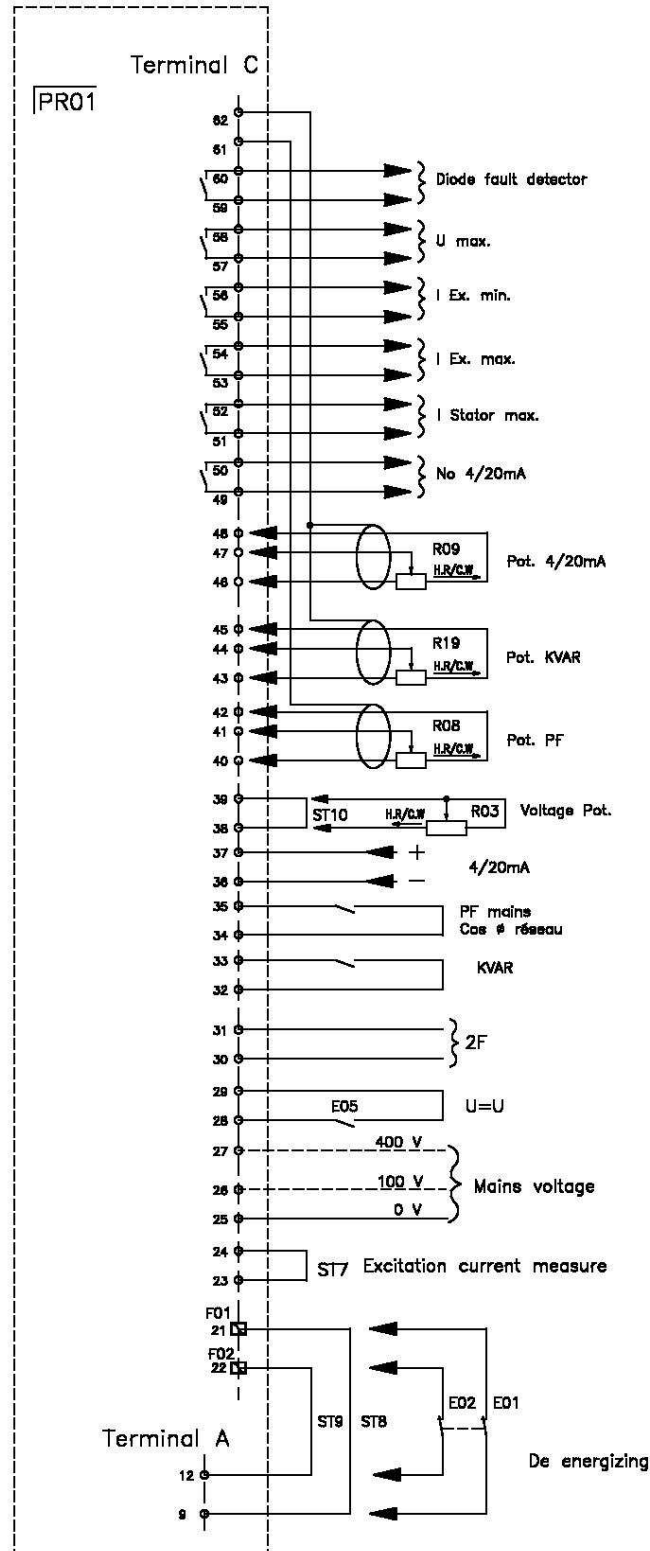 Terminal C
PR01
62
61
60
Diode fault detector
59
58
U max.
57
56
I Ex. min.
55
54
I Ex. max.
53
52
I Stator max.
51
50
No 4/20mA
49
48
47
R09
Pot. 4/20mA
46
H.R/C.W
45
44
R19
Pot. KVAR
43
H.R/C.W
42
41
R08
Pot. PF
40
H.R/C.W
39
ST10
H.R/C.W
R03
Voltage Pot.
38
37
+
4/20mA
36
−
35
PF mains
Cos ø réseau
34
33
KVAR
32
31
2F
30
29
E05
U=U
28
27
400 V
26
100 V
Mains voltage
25
0 V
24
ST7
Excitation current measure
23
F01
21
F02
22
ST9
ST8
E02
E01
Terminal A
De energizing
12
9